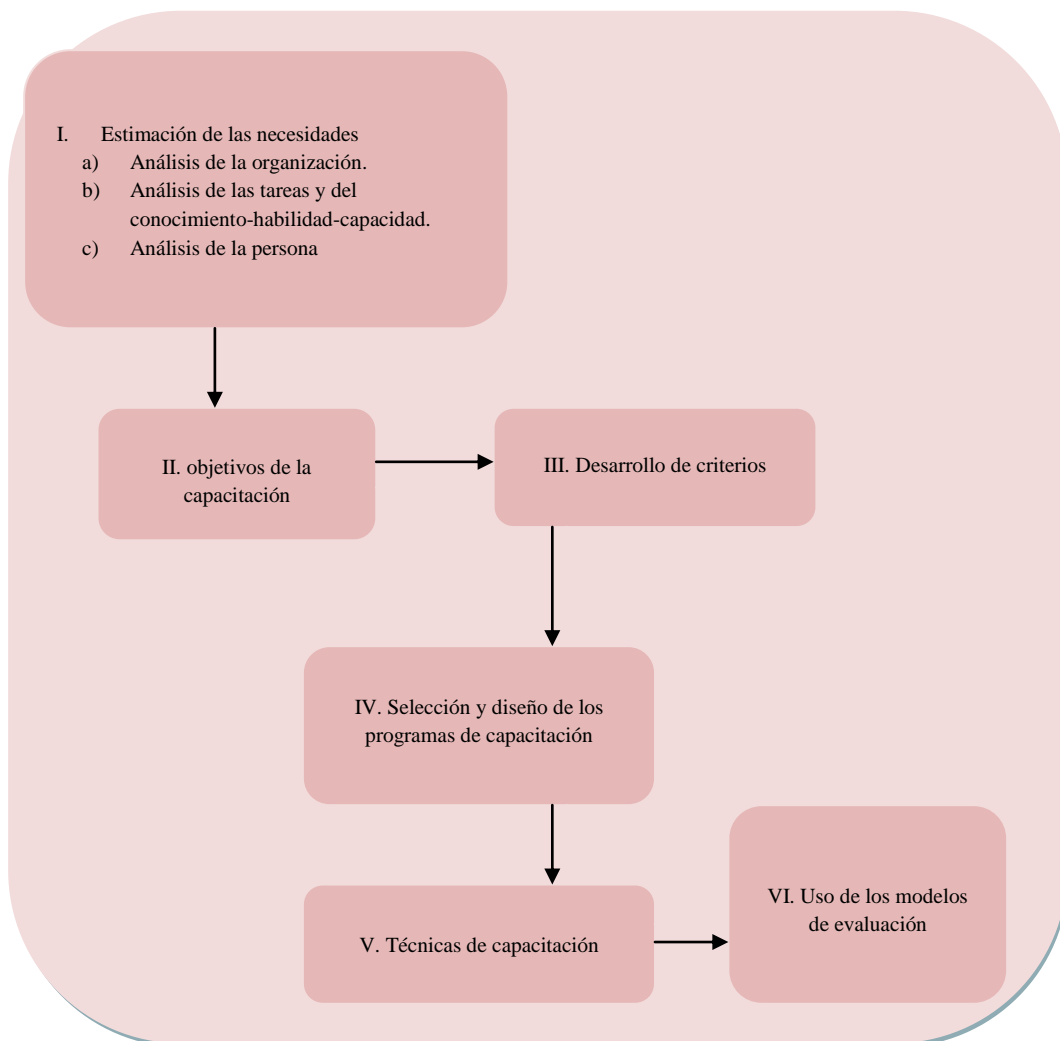 I. Estimación de las necesidades
a) Análisis de la organización.
b) Análisis de las tareas y del
conocimiento-habilidad-capacidad.
c) Análisis de la persona
II. objetivos de la
capacitación
III. Desarrollo de criterios
IV. Selección y diseño de los
programas de capacitación
V. Técnicas de capacitación
VI. Uso de los modelos
de evaluación